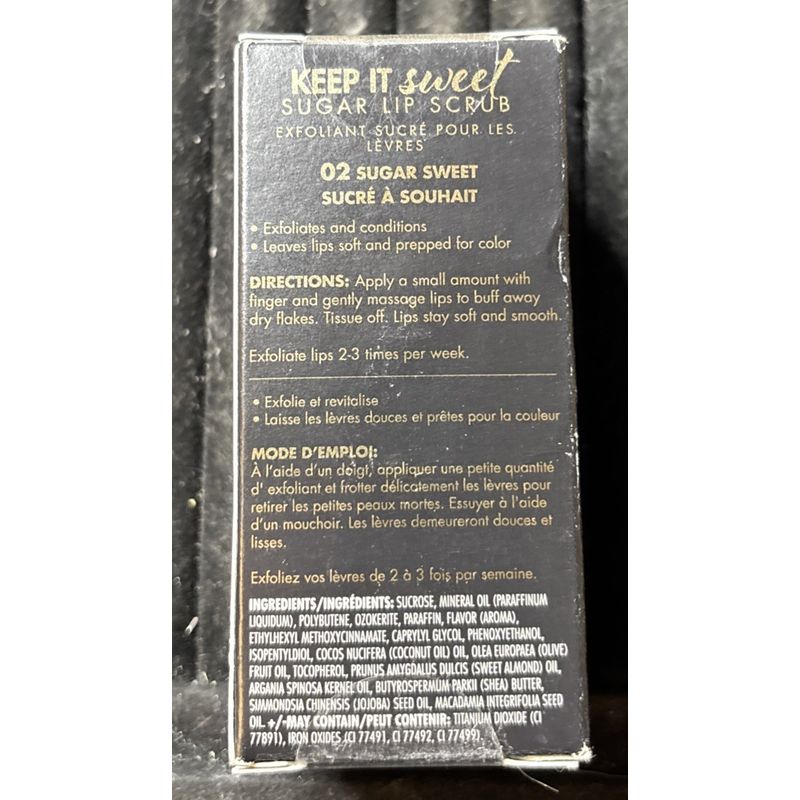 KEEP IT sweet
SUGAR LIP SCRUB
EXFOLIANT SUCRÉ POUR LES
LÈVRES
02 SUGAR SWEET
SUCRÉ À SOUHAIT
• Exfoliates and conditions
• Leaves lips soft and prepped for color
DIRECTIONS: Apply a small amount with
finger and gently massage lips to buff away
dry flakes. Tissue off. Lips stay soft and smooth.
Exfoliate lips 2-3 times per week.
• Exfolie et revitalise
• Laisse les lèvres douces et prêtes pour la couleur
MODE D'EMPLOI:
À l'aide d'un doigt, appliquer une petite quantité
d' exfoliant et frotter délicatement les lèvres pour
retirer les petites peaux mortes. Essuyer à l'aide
d'un mouchoir. Les lèvres demeureront douces et
lisses.
Exfoliez vos lèvres de 2 à 3 fois par semaine.
INGREDIENTS/INGRÉDIENTS: SUCROSE, MINERAL OIL (PARAFFINUM
LIQUIDUM), POLYBUTENE, OZOKERITE, PARAFFIN, FLAVOR (AROMA),
ETHYLHEXYL METHOXYCINNAMATE, CAPRYLYL GLYCOL, PHENOXYETHANOL,
ISOPENTYLDIOL, COCOS NUCIFERA (COCONUT OIL) OIL, OLEA EUROPAEA (OLIVE)
FRUIT OIL, TOCOPHEROL, PRUNUS AMYGDALUS DULCIS (SWEET ALMOND) OIL,
ARGANIA SPINOSA KERNEL OIL, BUTYROSPERMUM PARKII (SHEA) BUTTER,
SIMMONDSIA CHINENSIS (JOJOBA) SEED OIL, MACADAMIA INTEGRIFOLIA SEED
OIL. +/-MAY CONTAIN/PEUT CONTENIR: TITANIUM DIOXIDE (CI
77891), IRON OXIDES (CI 77491, CI 77492, CI 77499).